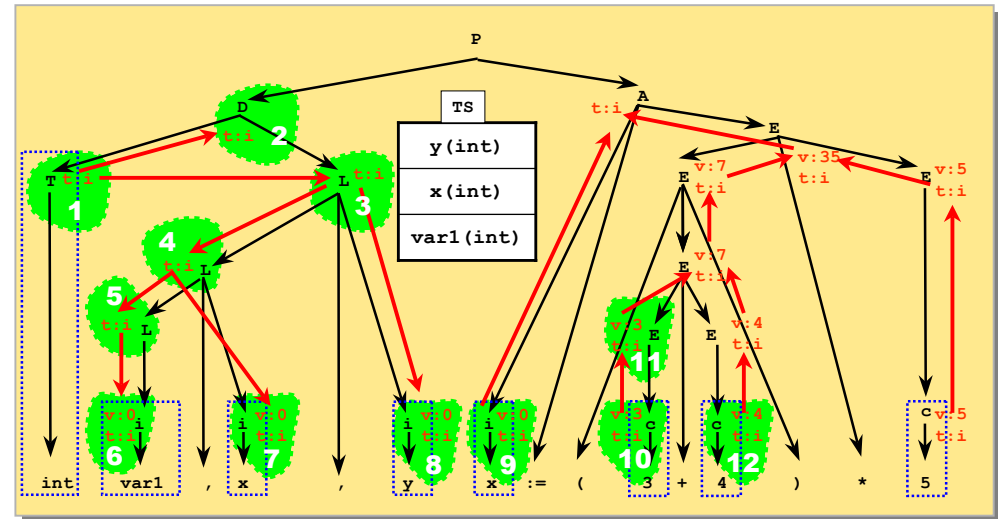 P
D
TS
A
t:i
t:i
2
E
y(int)
v:35
t:i
T t:i
1
L t:i
3
E
v:7
t:i
E
v:5
t:i
x(int)
var1(int)
4
t:i
L
E
v:7
t:i
5
t:i
L
v:3
t:i
E
11
E
v:4
t:i
v:0
t:i
i
6
i
v:0
t:i
7
i
v:0
t:i
8
i
v:0
t:i
9
v:3
t:i
c
10
c
v:4
t:i
12
c
v:5
t:i
int var1 , x , y x := ( 3 + 4 ) * 5